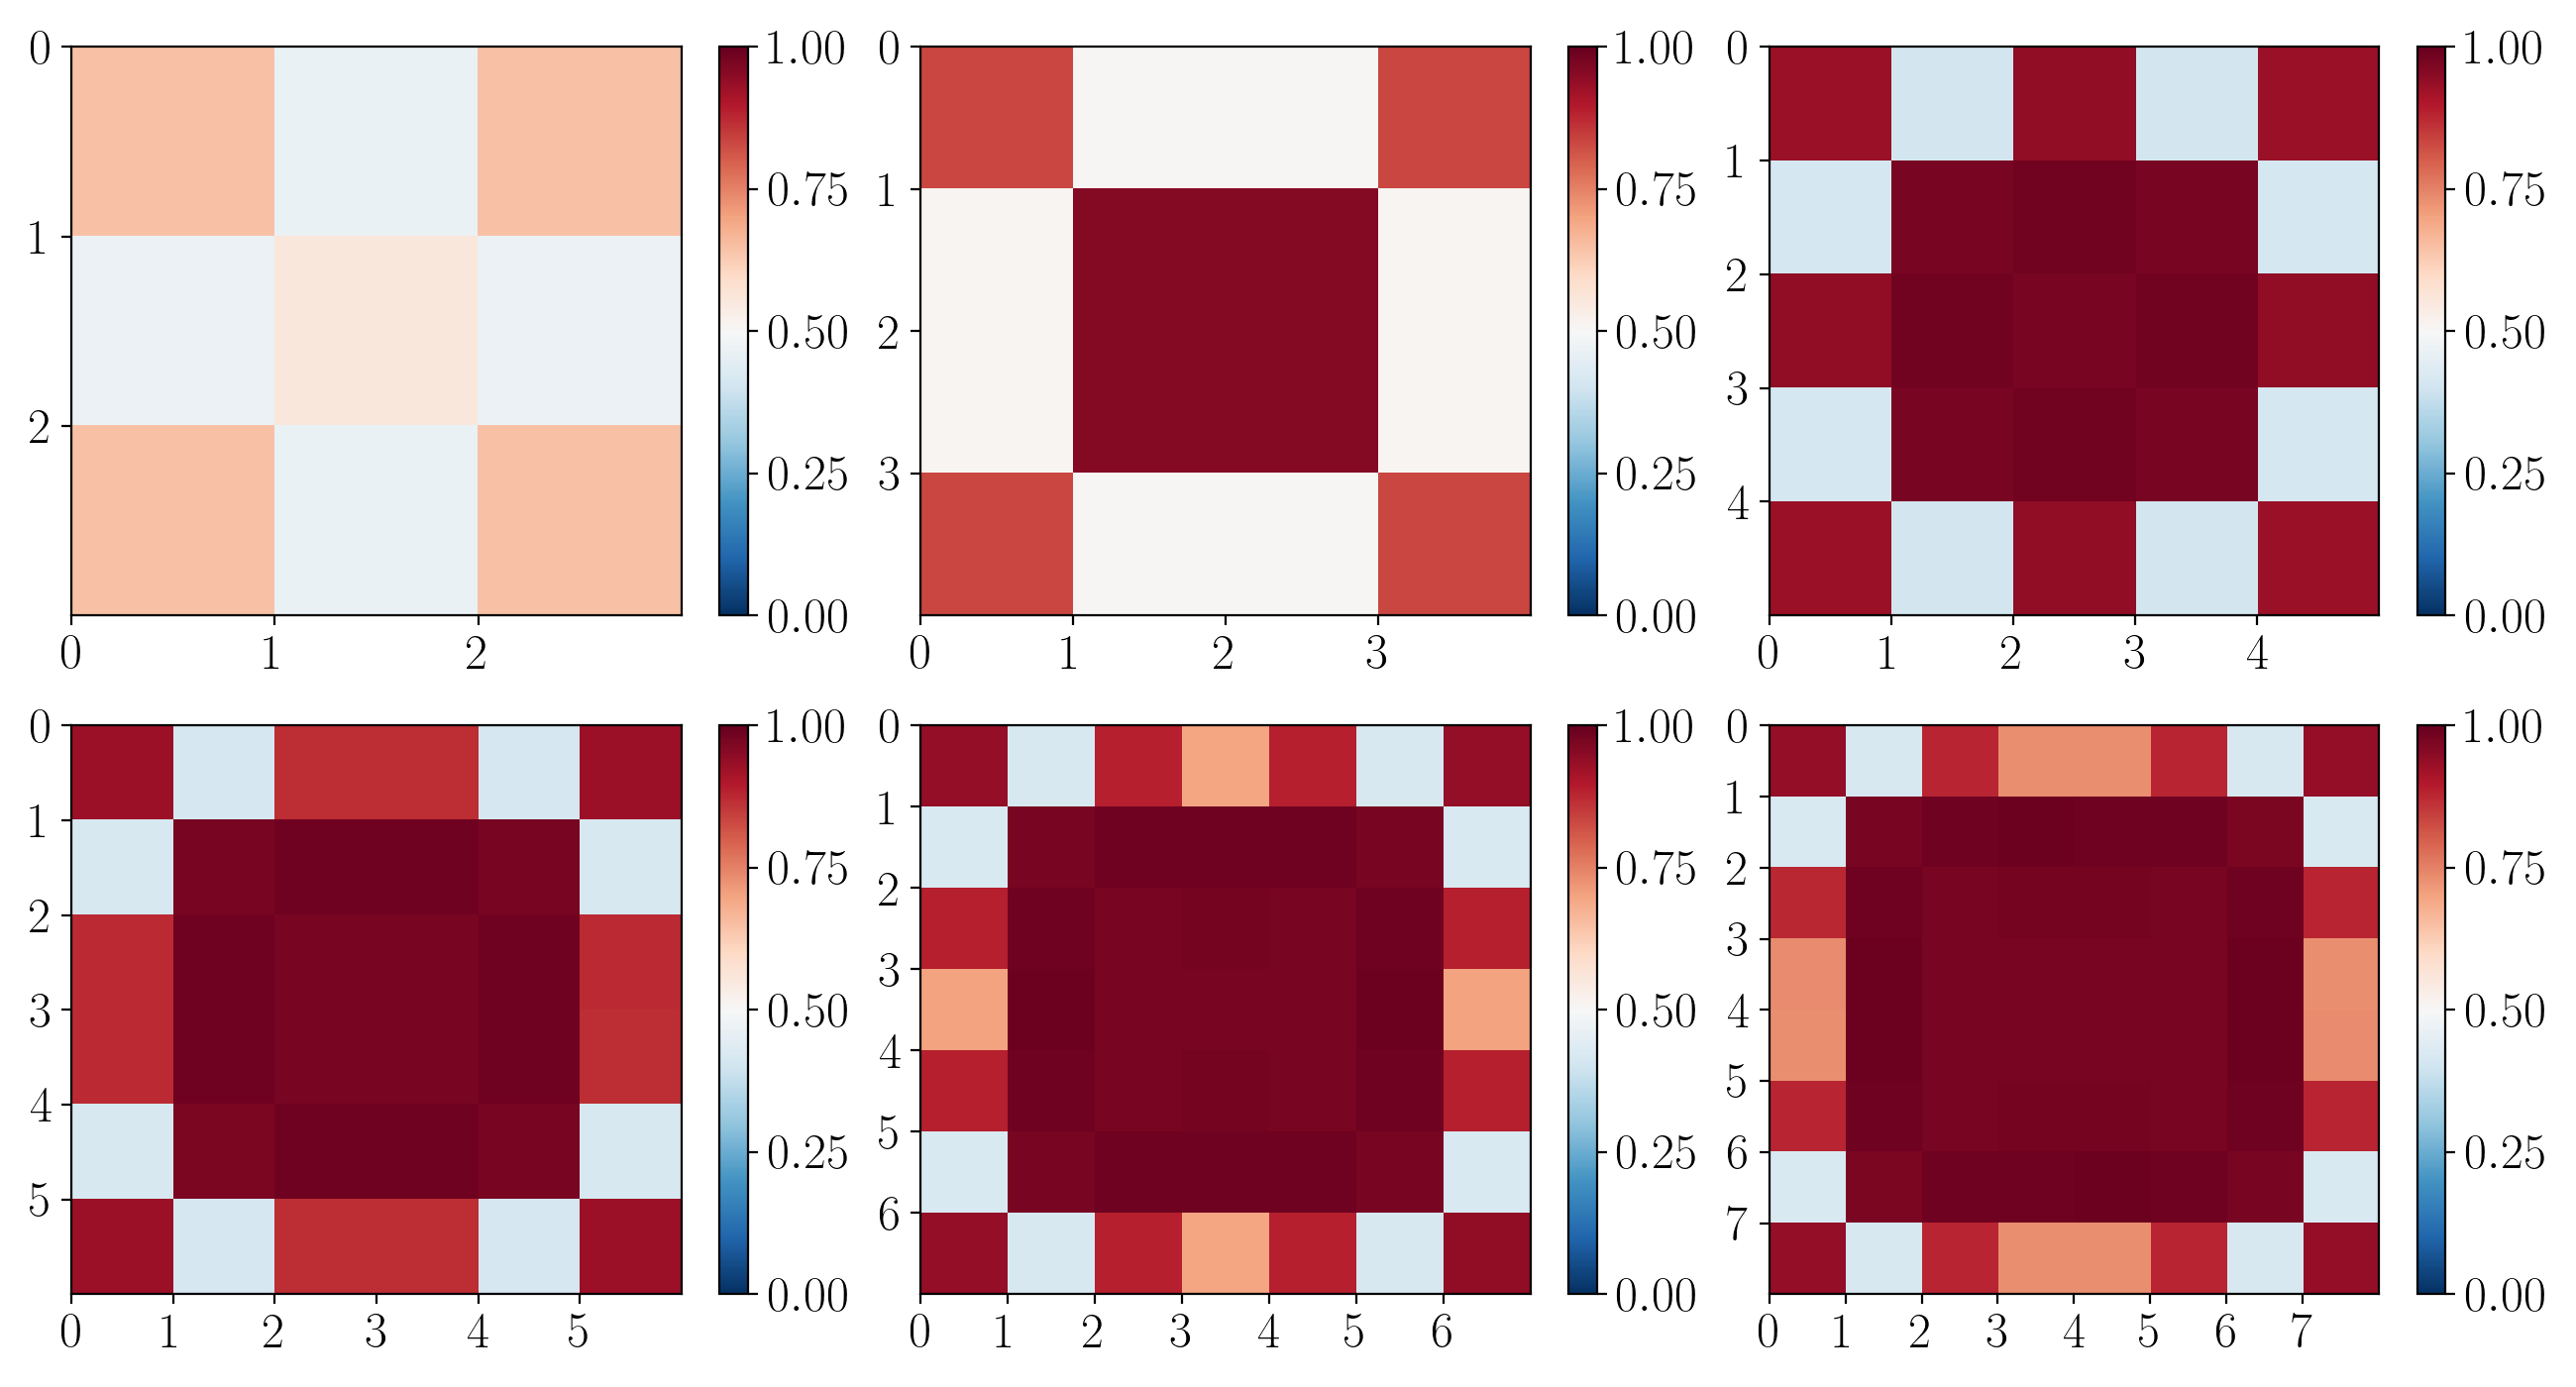 0 1.00 0 1.00 0 1.00
1 0.75 1 0.75 1 0.75
2 0.50 2 0.50 2 0.50
0.25 3 0.25 3 0.25
0.00 0.00 4 0.00
0 1 2 0 1 2 3 0 1 2 3 4
0 1.00 0 1.00 0 1.00
1 0.75 1 0.75 1 0.75
2 0.50 2 0.50 2 0.50
3 0.25 3 0.25 3 0.25
4 0.00 4 0.00 4 0.00
5 5 5
6 6
7
0 1 2 3 4 5 0 1 2 3 4 5 6 0 1 2 3 4 5 6 7